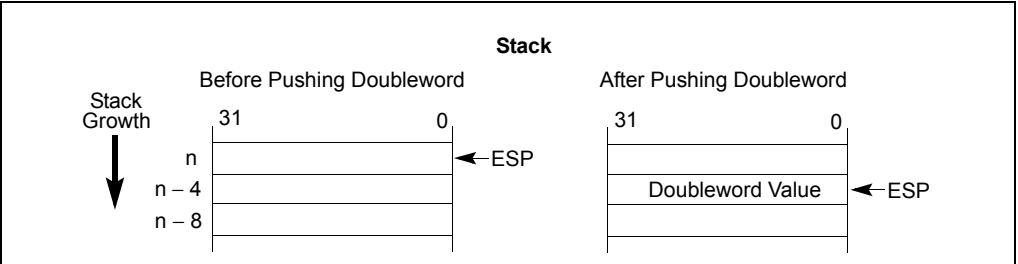 Stack
Before Pushing Doubleword
After Pushing Doubleword
Stack
Growth
31 0
31 0
n
ESP
n – 4
Doubleword Value
ESP
n – 8